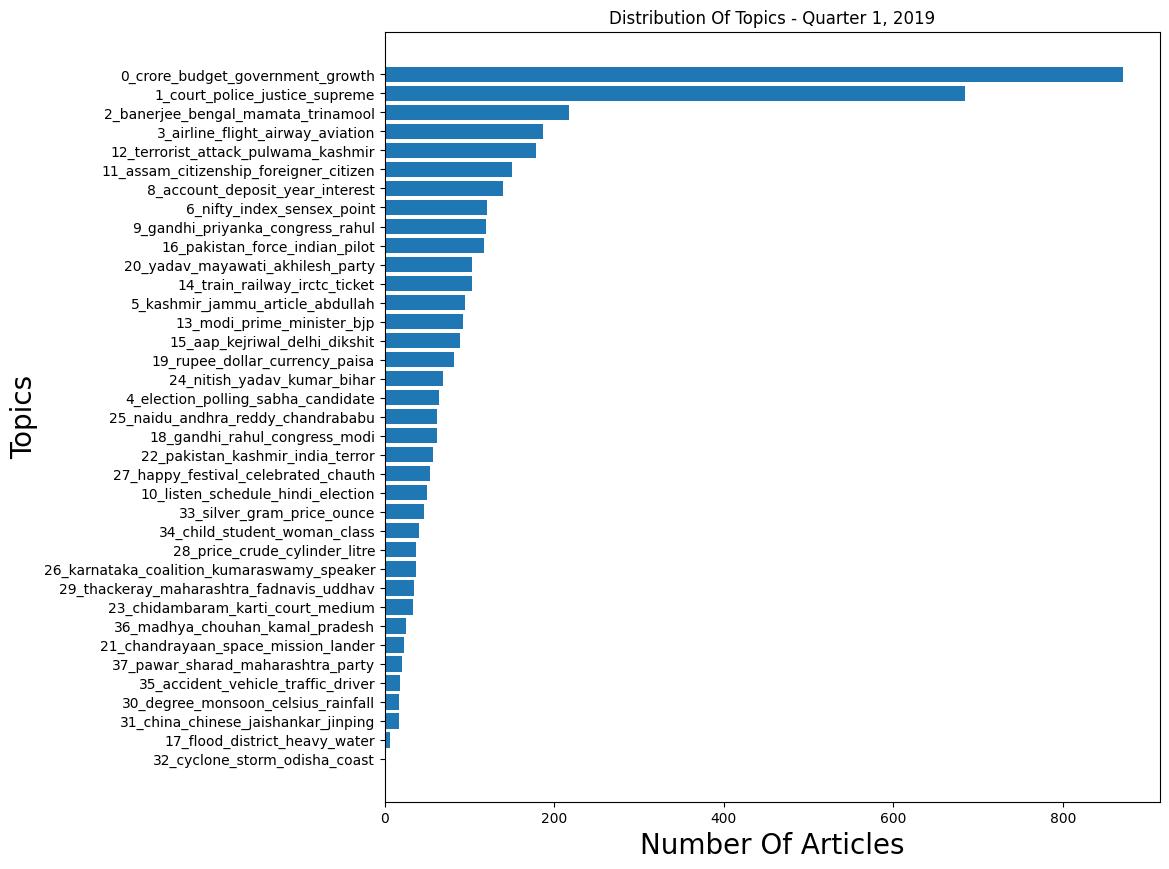 Distribution Of Topics - Quarter 1, 2019
Topics
0_crore_budget_government_growth
1_court_police_justice_supreme
2_banerjee_bengal_mamata_trinamool
3_airline_flight_airway_aviation
12_terrorist_attack_pulwama_kashmir
11_assam_citizenship_foreigner_citizen
8_account_deposit_year_interest
6_nifty_index_sensex_point
9_gandhi_priyanka_congress_rahul
16_pakistan_force_indian_pilot
20_yadav_mayawati_akhilesh_party
14_train_railway_irctc_ticket
5_kashmir_jammu_article_abdullah
13_modi_prime_minister_bjp
15_aap_kejriwal_delhi_dikshit
19_rupee_dollar_currency_paisa
24_nitish_yadav_kumar_bihar
4_election_polling_sabha_candidate
25_naidu_andhra_reddy_chandrababu
18_gandhi_rahul_congress_modi
22_pakistan_kashmir_india_terror
27_happy_festival_celebrated_chauth
10_listen_schedule_hindi_election
33_silver_gram_price_ounce
34_child_student_woman_class
28_price_crude_cylinder_litre
26_karnataka_coalition_kumaraswamy_speaker
29_thackeray_maharashtra_fadnavis_uddhav
23_chidambaram_karti_court_medium
36_madhya_chouhan_kamal_pradesh
21_chandrayaan_space_mission_lander
37_pawar_sharad_maharashtra_party
35_accident_vehicle_traffic_driver
30_degree_monsoon_celsius_rainfall
31_china_chinese_jaishankar_jinping
17_flood_district_heavy_water
32_cyclone_storm_odisha_coast
0 200 400 600 800
Number Of Articles